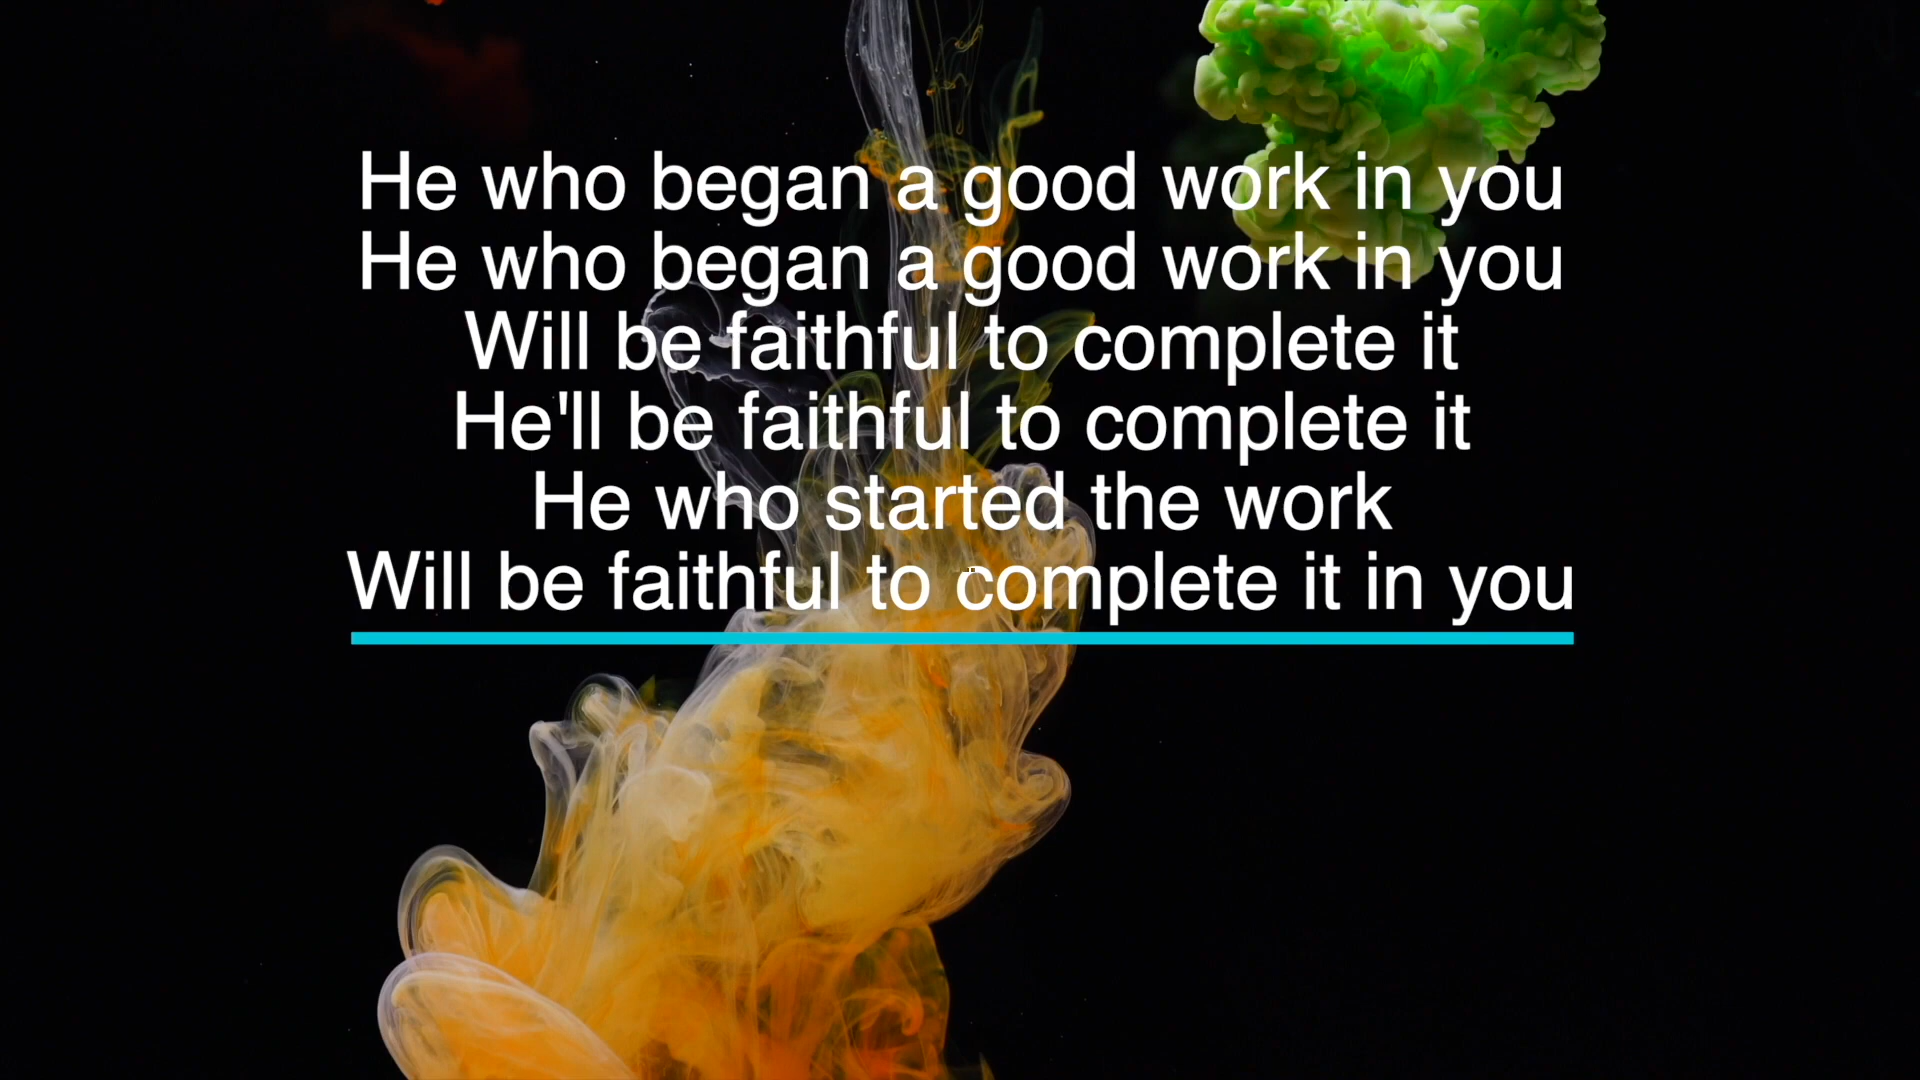 He who began a good work in you
He who began a good work in you
Will be faithful to complete it
He'll be faithful to complete it
He who started the work
Will be faithful to complete it in you